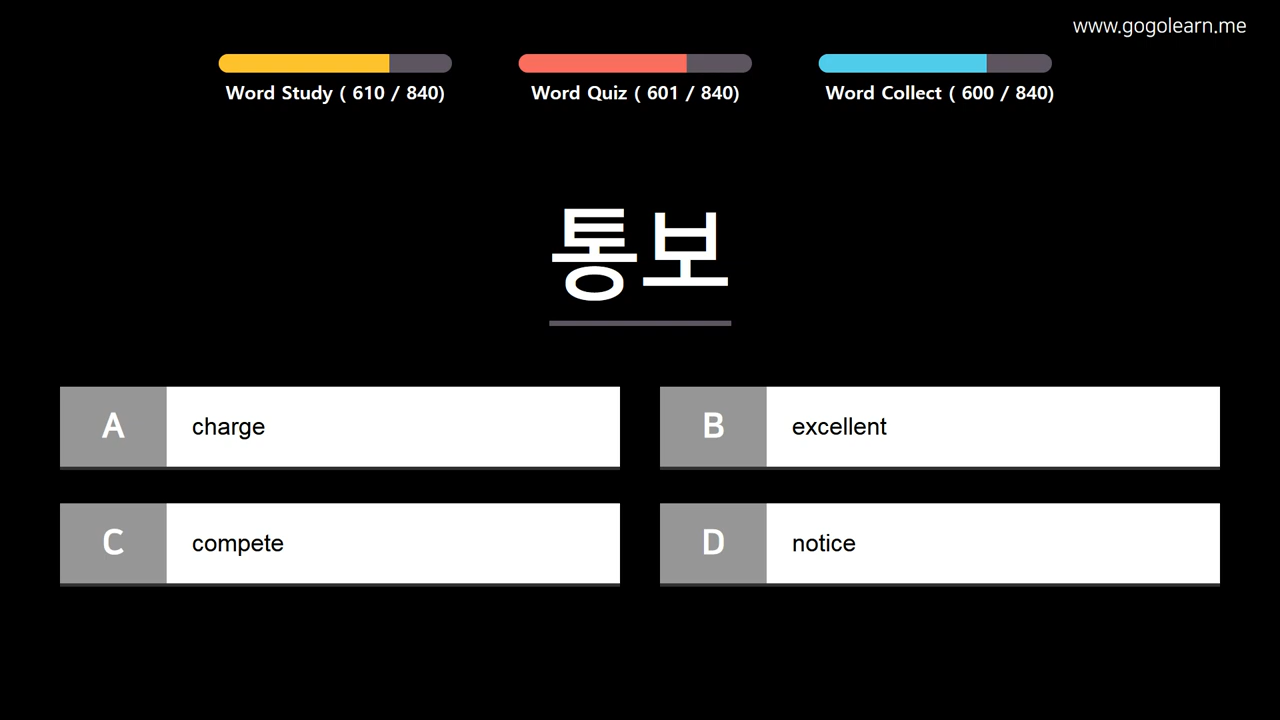 www.gogolearn.me
Word Study ( 610 / 840)
Word Quiz ( 601 / 840)
Word Collect ( 600 / 840)
통보
A charge
B excellent
C compete
D notice